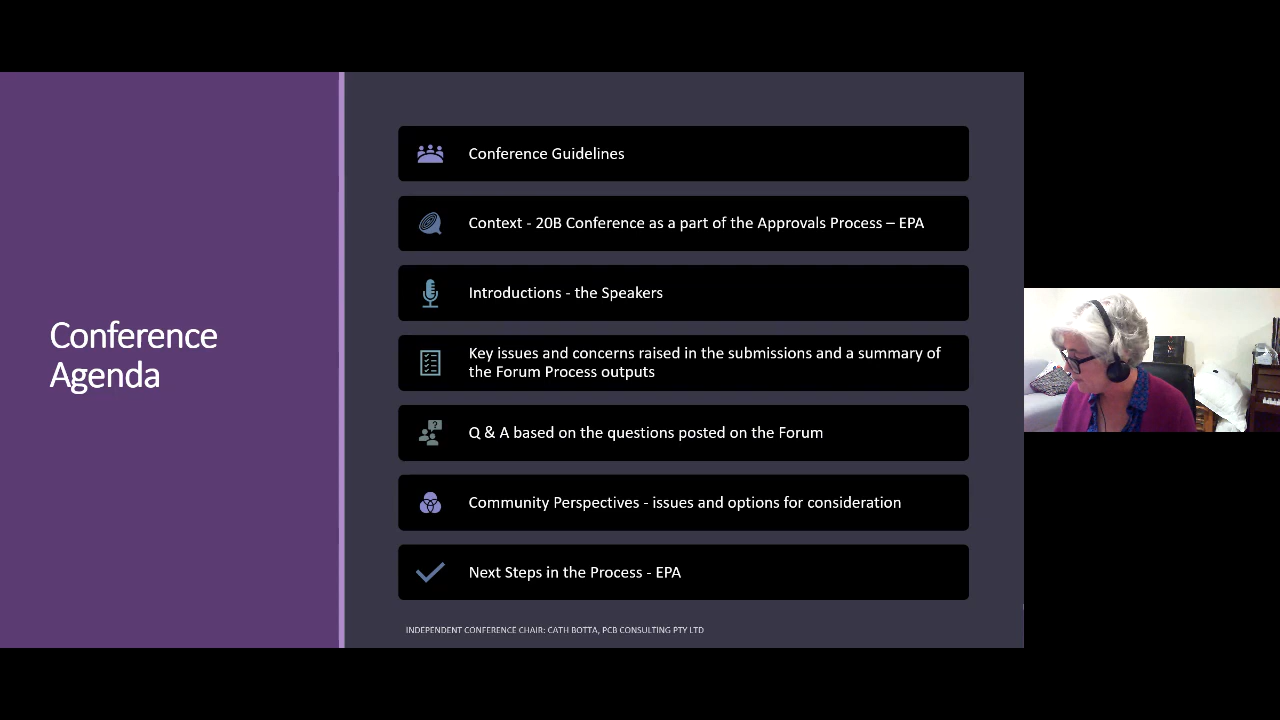 Conference
Agenda
Conference Guidelines
Context - 20B Conference as a part of the Approvals Process – EPA
Introductions - the Speakers
Key issues and concerns raised in the submissions and a summary of
the Forum Process outputs
Q & A based on the questions posted on the Forum
Community Perspectives - issues and options for consideration
Next Steps in the Process - EPA
INDEPENDENT CONFERENCE CHAIR: CATH BOTTA, PCB CONSULTING PTY LTD